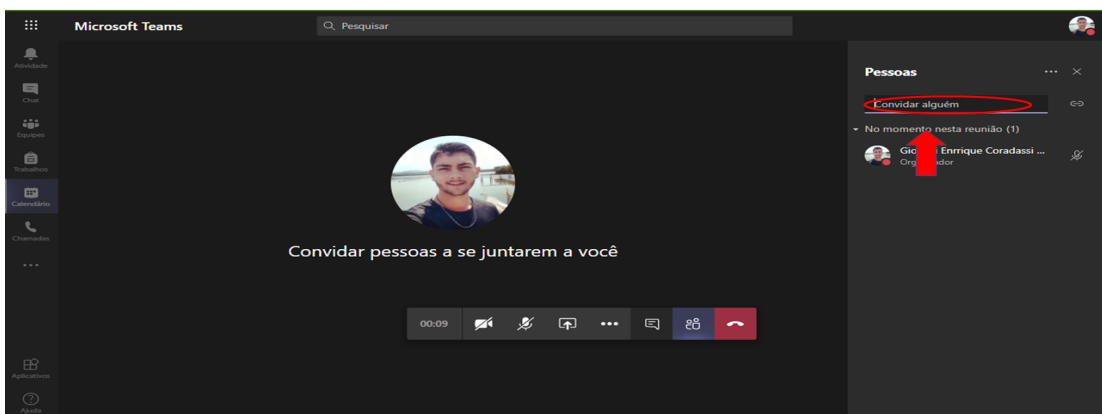 Microsoft Teams
Pesquisar
Atividade
Chat
Equipes
Trabalhos
Calendário
Chamadas
Aplicativos
Ajuda
Convidar pessoas a se juntarem a você
00:09
Pessoas
Convidar alguém
No momento nesta reunião (1)
Enrrique Coradassi ...